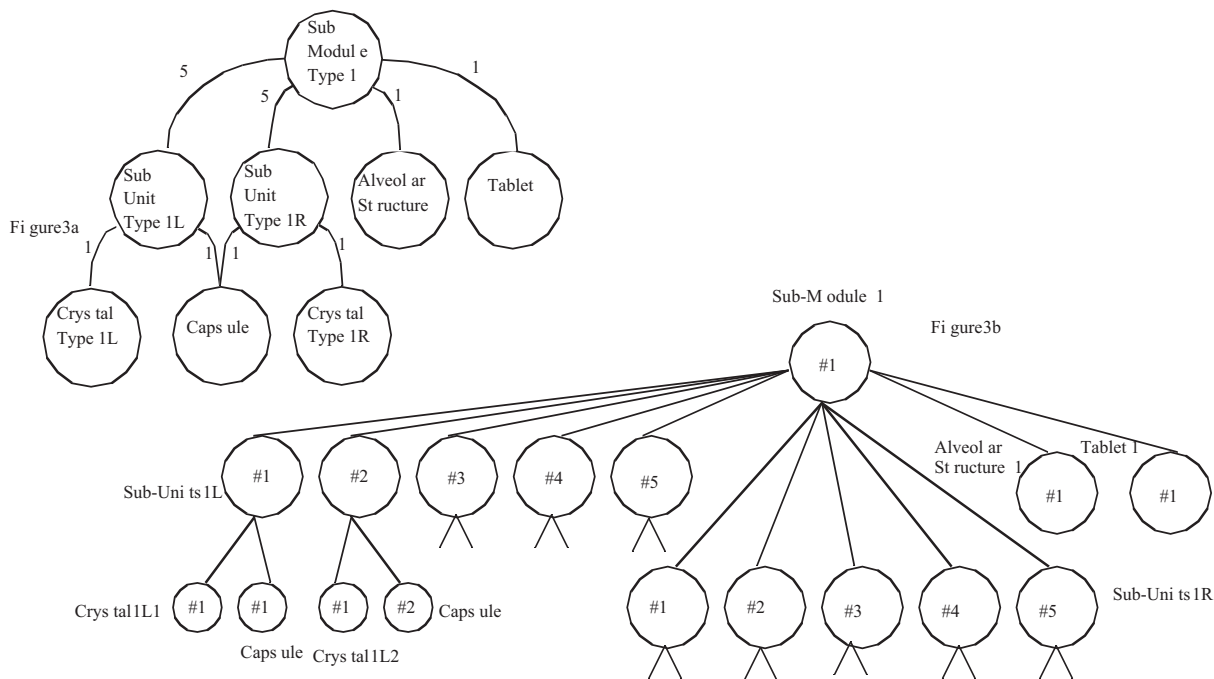 Sub
Modul e
Type 1
5
5
1
1
Sub
Unit
Type 1L
Sub
Unit
Type 1R
Alveol ar
St ructure
Tablet
Fi gure3a
1
1
1
1
Crys tal
Type 1L
Caps ule
Crys tal
Type 1R
Sub-M odule 1
Fi gure3b
#1
Alveol ar
St ructure 1
Tablet 1
#1
#2
#3
#4
#5
#1
#1
Sub-Uni ts 1L
Crys tal1L1
#1
#1
#1
#2
Caps ule
Caps ule
Crys tal1L2
#1
#2
#3
#4
#5
Sub-Uni ts 1R